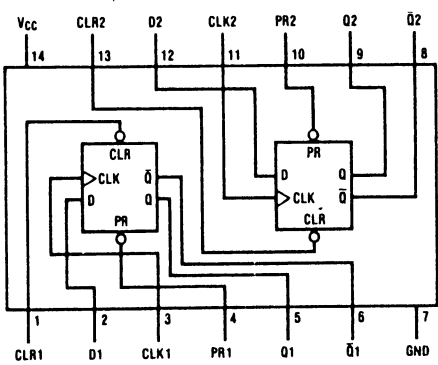 Vcc CLR2 D2 CLK2 PR2 Q2 Q̄2
14 13 12 11 10 9 8
CLR PR
CLK Q̄ D Q
D Q CLK Q̄
PR CLR
1 2 3 4 5 6 7
CLR1 D1 CLK1 PR1 Q1 Q̄1 GND